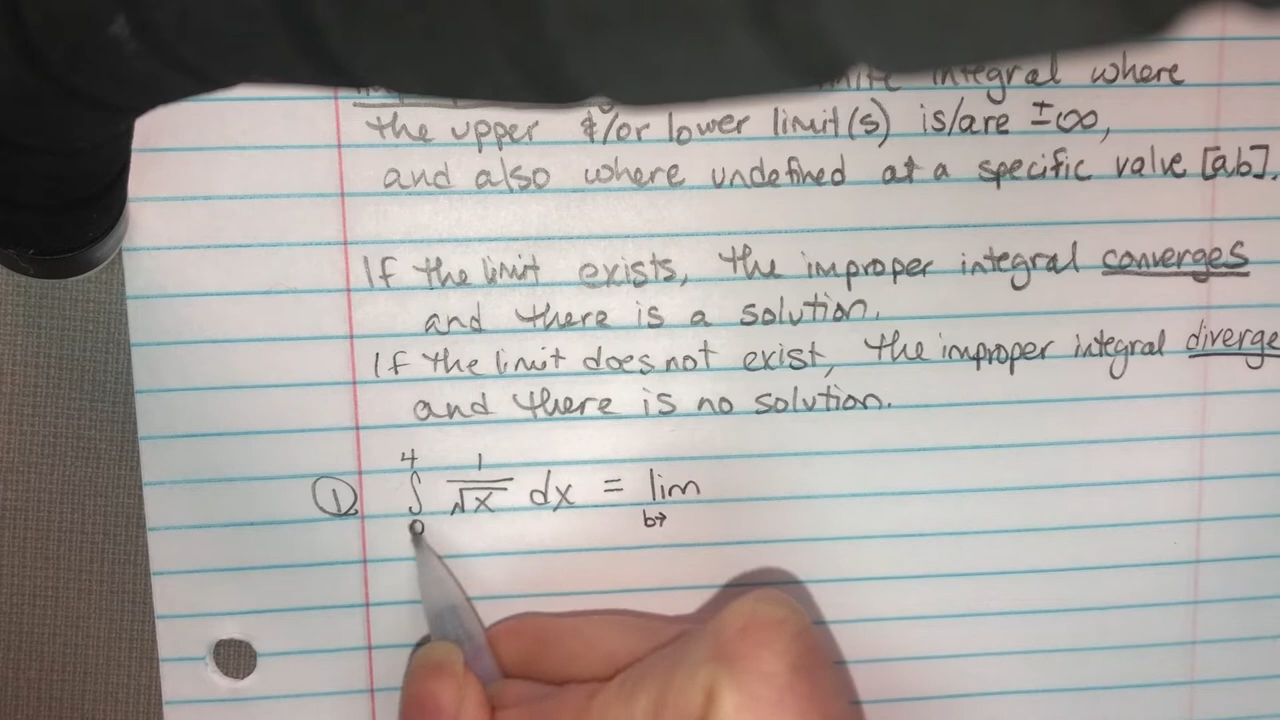 integral where
the upper &/or lower limit(s) is/are ±∞,
and also where undefined at a specific value [ab].
If the limit exists, the improper integral converges
and there is a solution.
If the limit does not exist, the improper integral diverge
and there is no solution.
① ∫₀⁴ 1/√x dx = lim b→